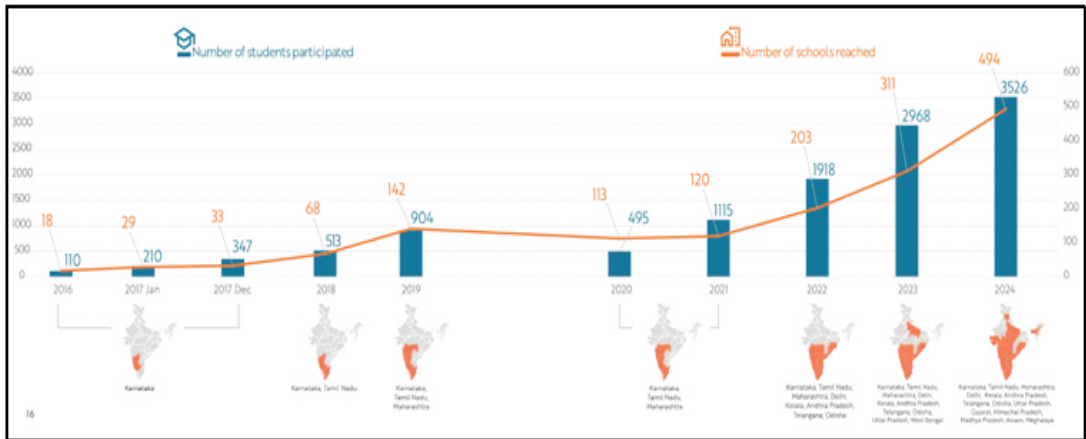 Number of students participated
Number of schools reached
4000
3500
3000
2500
2000
1500
1000
500
0
600
500
400
300
200
100
0
18
110
29
210
33
347
68
513
142
904
113
495
120
1115
203
1918
311
2968
494
3526
2016
2017 Jan
2017 Dec
2018
2019
2020
2021
2022
2023
2024
Karnataka
Karnataka, Tamil Nadu
Karnataka,
Tamil Nadu,
Maharashtra
Karnataka,
Tamil Nadu,
Maharashtra
Karnataka, Tamil Nadu,
Maharashtra, Delhi,
Kerala, Andhra Pradesh,
Telangana, Odisha
Karnataka, Tamil Nadu,
Maharashtra, Delhi,
Kerala, Andhra Pradesh,
Telangana, Odisha,
Uttar Pradesh, West Bengal
Karnataka, Tamil Nadu, Maharashtra,
Delhi, Kerala, Andhra Pradesh,
Telangana, Odisha, Uttar Pradesh,
Gujarat, Himachal Pradesh,
Madhya Pradesh, Assam, Meghalaya
16